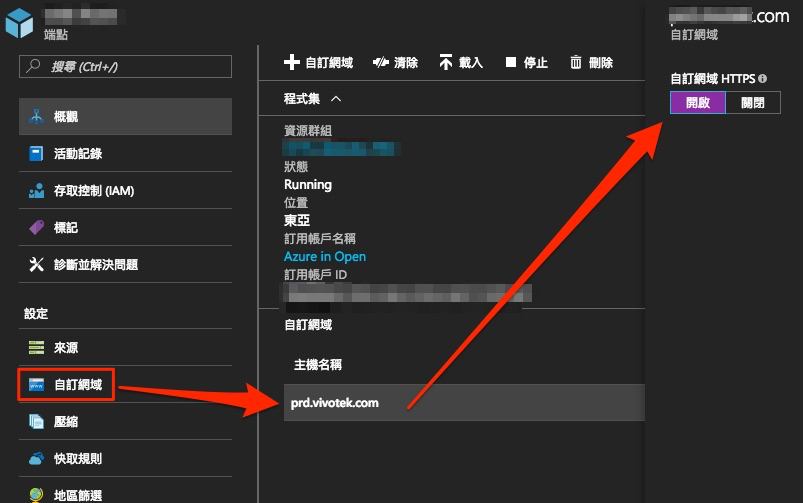 端點
搜尋 (Ctrl+/)
概觀
活動記錄
存取控制 (IAM)
標記
診斷並解決問題
設定
來源
自訂網域
壓縮
快取規則
地區篩選
自訂網域 清除 載入 停止 刪除
程式集
資源群組
狀態
Running
位置
東亞
訂用帳戶名稱
Azure in Open
訂用帳戶 ID
自訂網域
主機名稱
prd.vivotek.com
.com
自訂網域
自訂網域 HTTPS
開啟 關閉